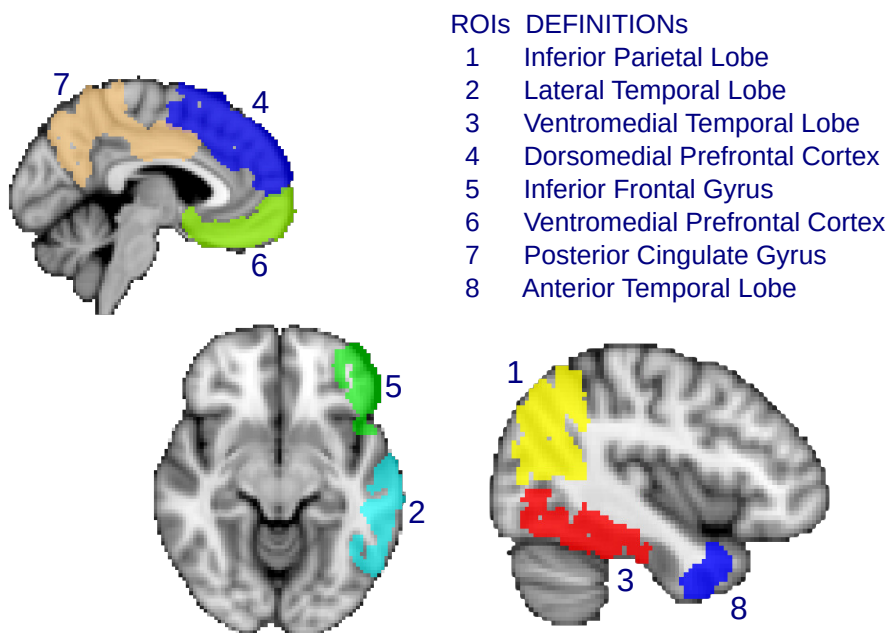 ROIs DEFINITIONs
1 Inferior Parietal Lobe
2 Lateral Temporal Lobe
3 Ventromedial Temporal Lobe
4 Dorsomedial Prefrontal Cortex
5 Inferior Frontal Gyrus
6 Ventromedial Prefrontal Cortex
7 Posterior Cingulate Gyrus
8 Anterior Temporal Lobe
7
4
6
5
2
1
3
8